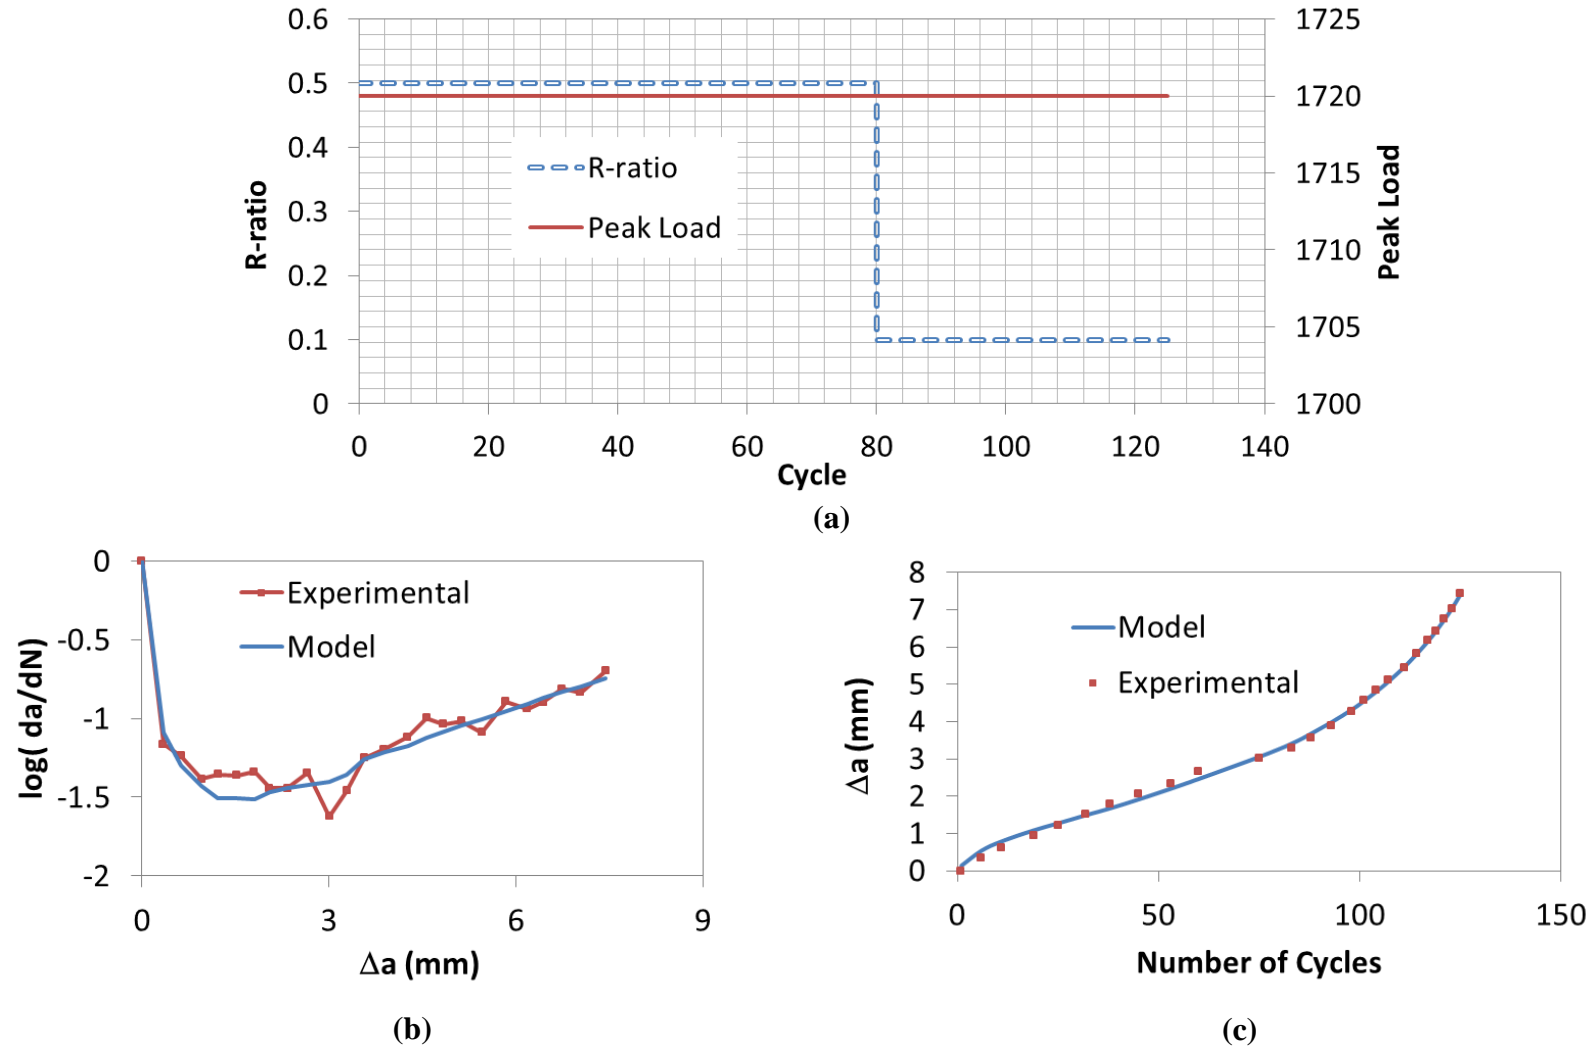 0.6
0.5
0.4
0.3
0.2
0.1
0
R-ratio
1725
1720
1715
1710
1705
1700
Peak Load
R-ratio
Peak Load
0 20 40 60 80 100 120 140
Cycle
(a)
0
-0.5
-1
-1.5
-2
log( da/dN)
Experimental
Model
0 3 6 9
Δa (mm)
(b)
8
7
6
5
4
3
2
1
0
Δa (mm)
Model
Experimental
0 50 100 150
Number of Cycles
(c)